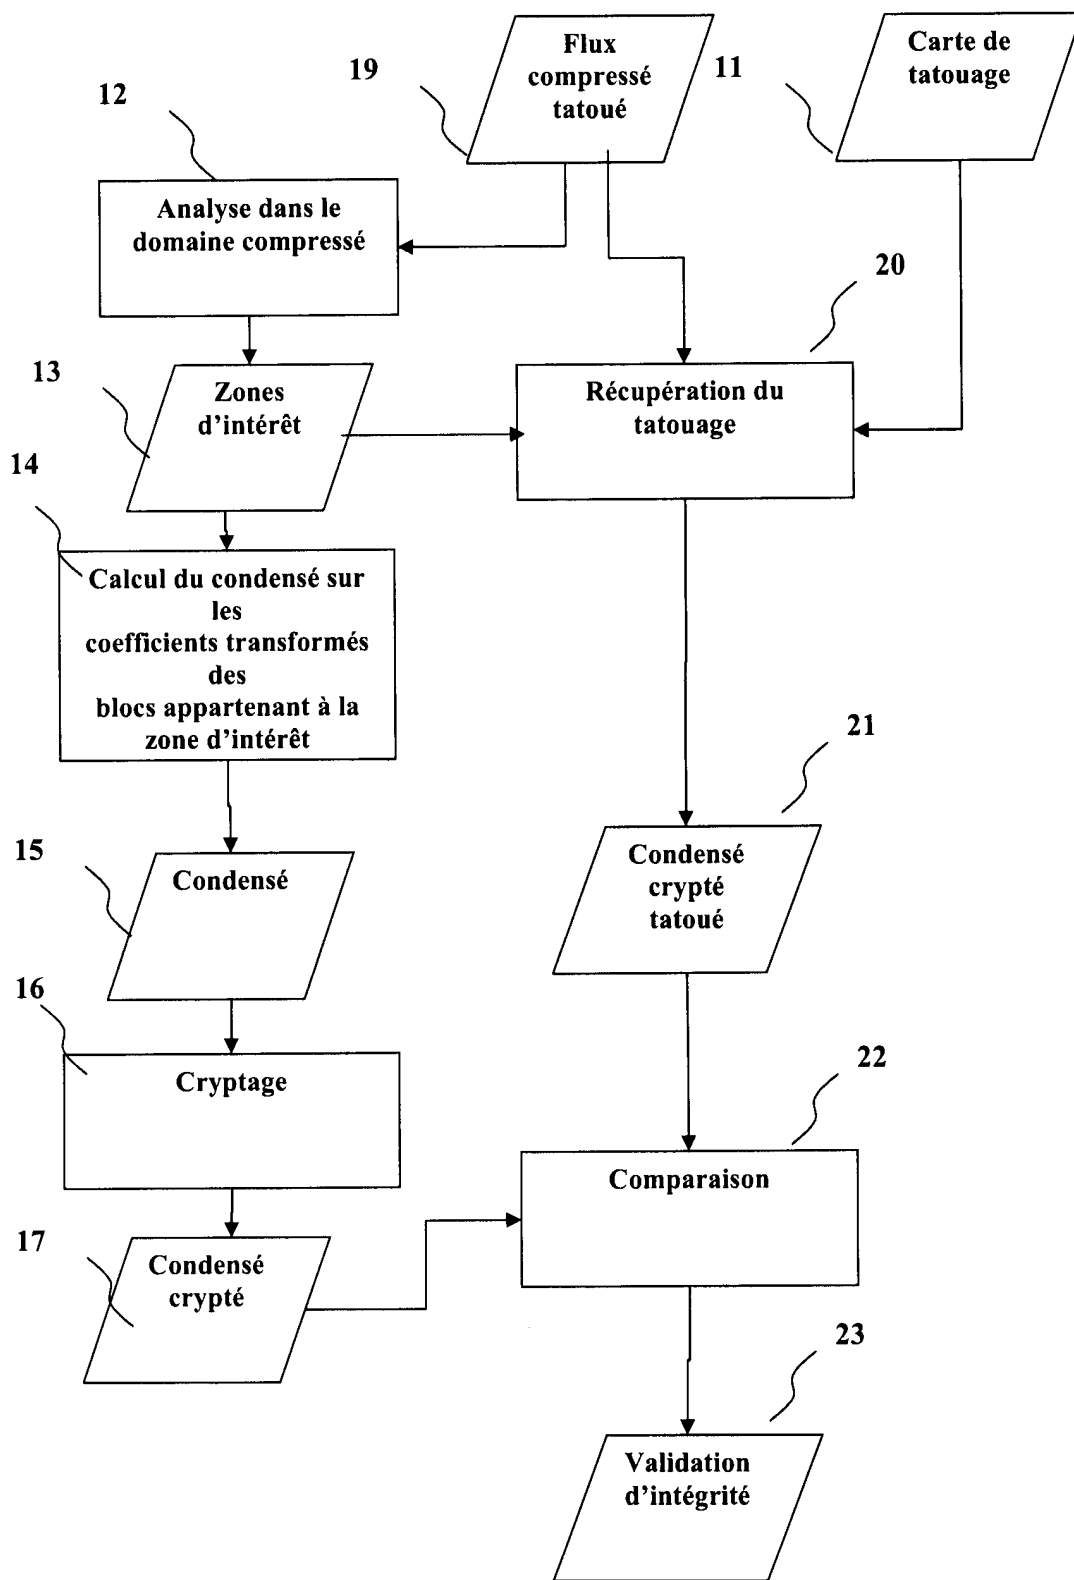 Flux
compressé
tatoué
19
Carte de
tatouage
11
12
Analyse dans le
domaine compressé
20
13
Zones
d'intérêt
Récupération du
tatouage
14
Calcul du condensé sur
les
coefficients transformés
des
blocs appartenant à la
zone d'intérêt
21
15
Condensé
Condensé
crypté
tatoué
16
Cryptage
22
Comparaison
17
Condensé
crypté
23
Validation
d'intégrité